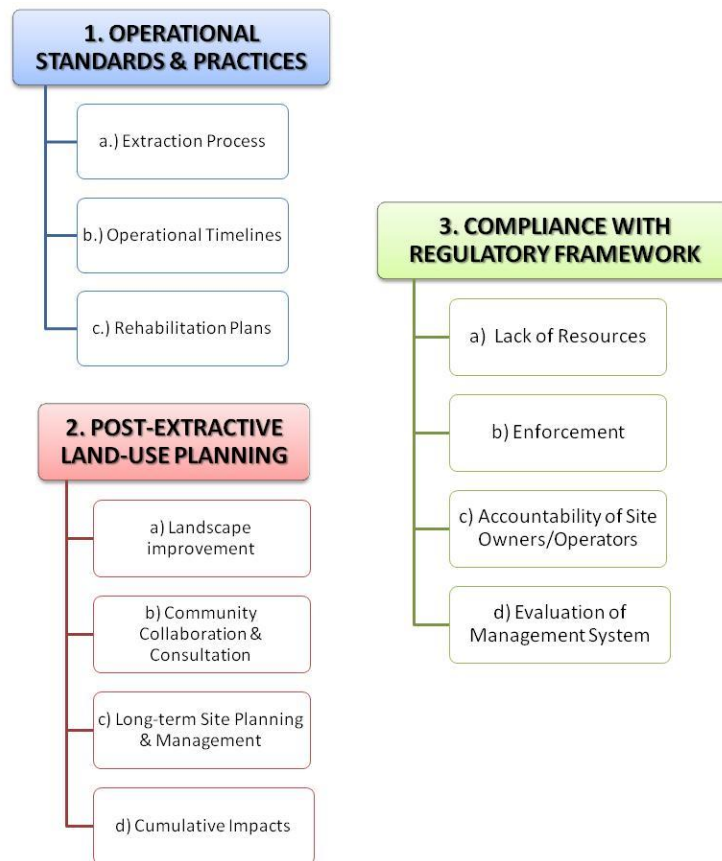 1. OPERATIONAL
STANDARDS & PRACTICES
a.) Extraction Process
b.) Operational Timelines
c.) Rehabilitation Plans
2. POST-EXTRACTIVE
LAND-USE PLANNING
a) Landscape
improvement
b) Community
Collaboration &
Consultation
c) Long-term Site Planning
& Management
d) Cumulative Impacts
3. COMPLIANCE WITH
REGULATORY FRAMEWORK
a) Lack of Resources
b) Enforcement
c) Accountability of Site
Owners/Operators
d) Evaluation of
Management System